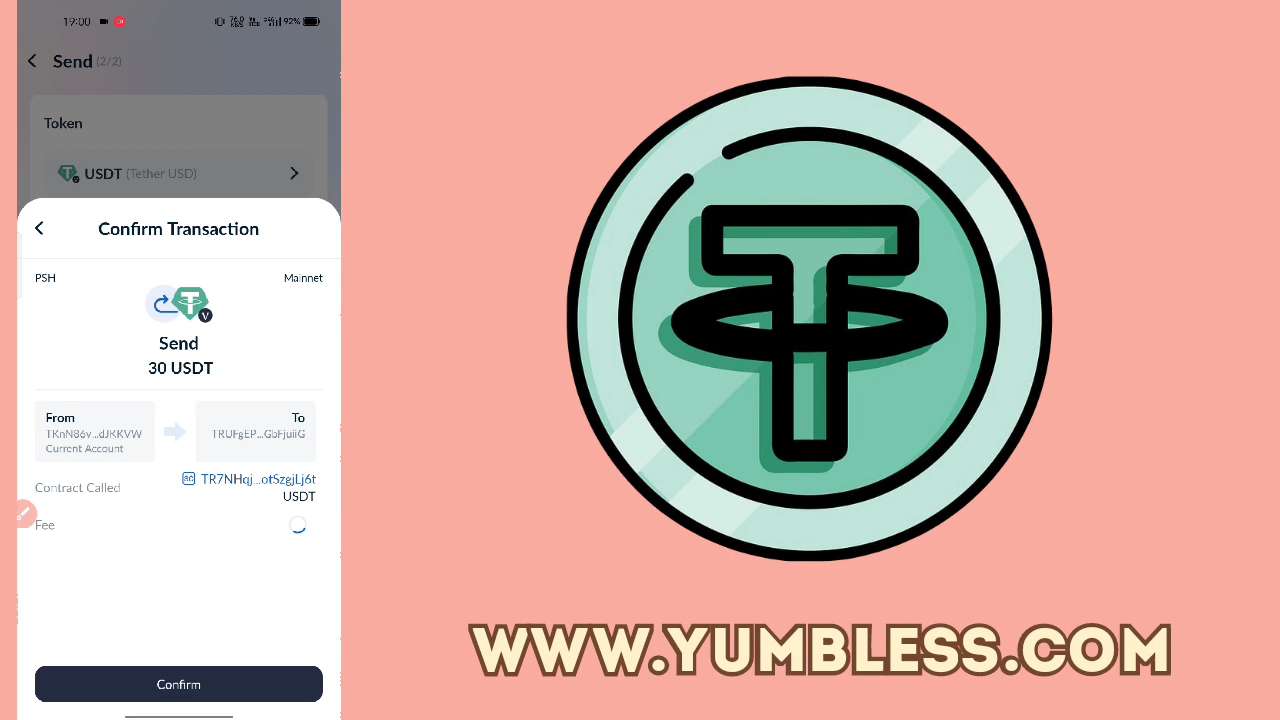 19:00
92%
Send (2/2)
Token
USDT (Tether USD)
Confirm Transaction
PSH
Mainnet
V
Send
30 USDT
From
TKnN86v...dJKKVW
Current Account
To
TRUFgEP...GbFjuiiG
Contract Called
TR7NHqj...otSzgjLj6t
USDT
Fee
Confirm
WWW.YUMBLESS.COM